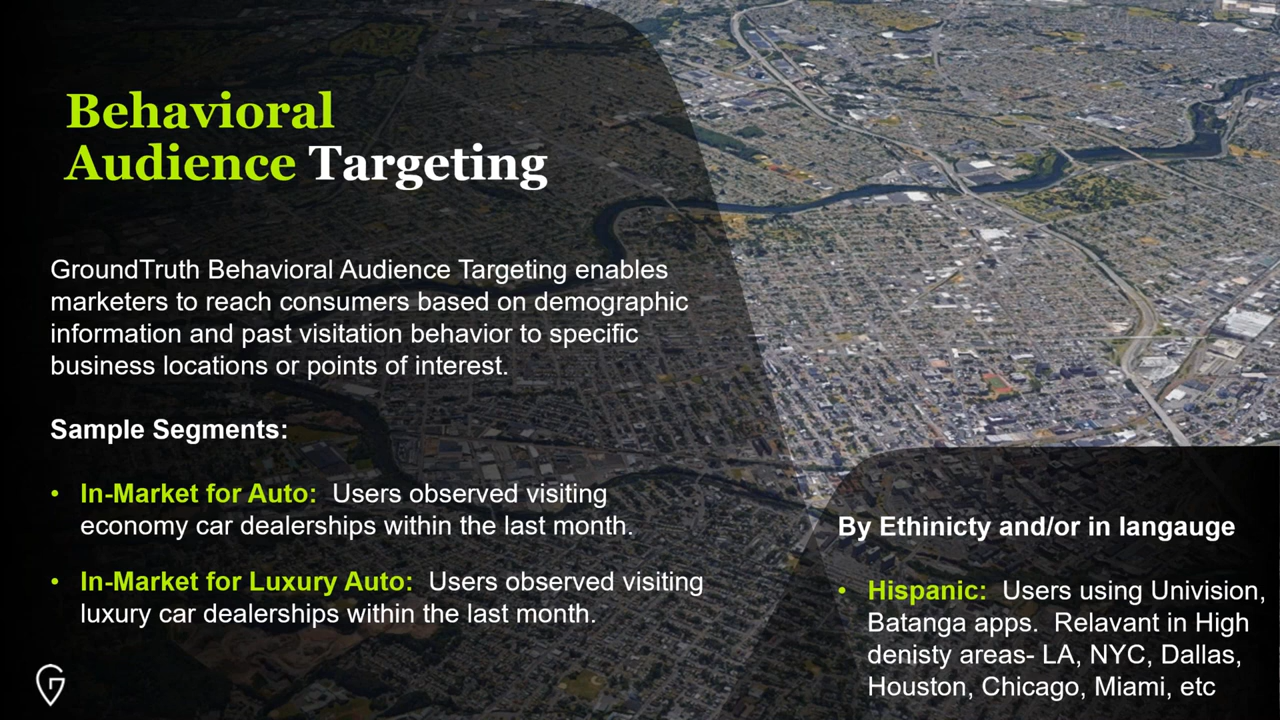 Behavioral
Audience Targeting
GroundTruth Behavioral Audience Targeting enables
marketers to reach consumers based on demographic
information and past visitation behavior to specific
business locations or points of interest.
Sample Segments:
• In-Market for Auto:  Users observed visiting
economy car dealerships within the last month.
• In-Market for Luxury Auto:  Users observed visiting
luxury car dealerships within the last month.
By Ethinicty and/or in langauge
• Hispanic:  Users using Univision,
Batanga apps.  Relavant in High
denisty areas- LA, NYC, Dallas,
Houston, Chicago, Miami, etc